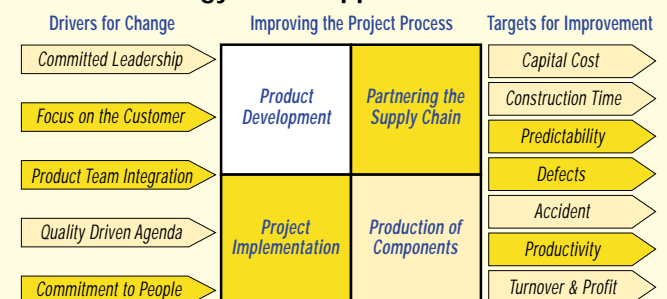 Drivers for Change
Improving the Project Process
Targets for Improvement
Committed Leadership
Focus on the Customer
Product Team Integration
Quality Driven Agenda
Commitment to People
Product
Development
Partnering the
Supply Chain
Project
Implementation
Production of
Components
Capital Cost
Construction Time
Predictability
Defects
Accident
Productivity
Turnover & Profit